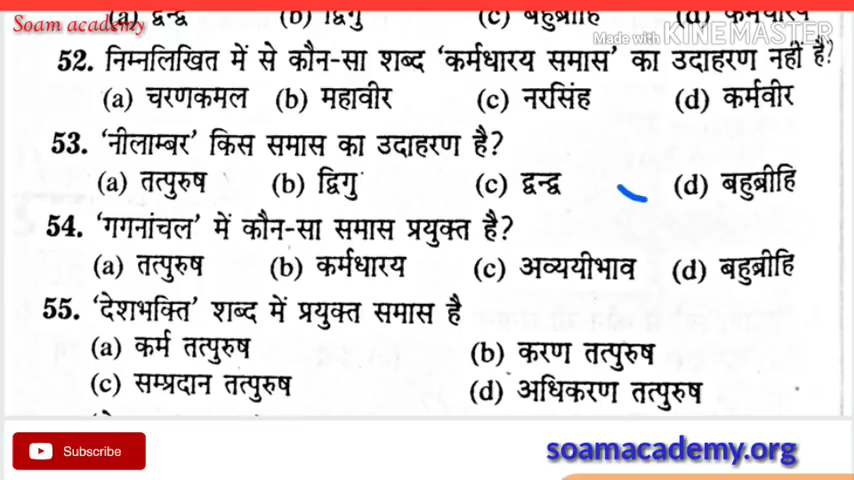 Soam academy
(a) द्वन्द्व (b) द्विगु (c) बहुब्रीहि (d) कर्मधारय
Made with KINEMASTER
52. निम्नलिखित में से कौन-सा शब्द 'कर्मधारय समास' का उदाहरण नहीं है?
(a) चरणकमल (b) महावीर (c) नरसिंह (d) कर्मवीर
53. 'नीलाम्बर' किस समास का उदाहरण है?
(a) तत्पुरुष (b) द्विगु (c) द्वन्द्व (d) बहुब्रीहि
54. 'गगनांचल' में कौन-सा समास प्रयुक्त है?
(a) तत्पुरुष (b) कर्मधारय (c) अव्ययीभाव (d) बहुब्रीहि
55. 'देशभक्ति' शब्द में प्रयुक्त समास है
(a) कर्म तत्पुरुष (b) करण तत्पुरुष
(c) सम्प्रदान तत्पुरुष (d) अधिकरण तत्पुरुष
Subscribe
soamacademy.org